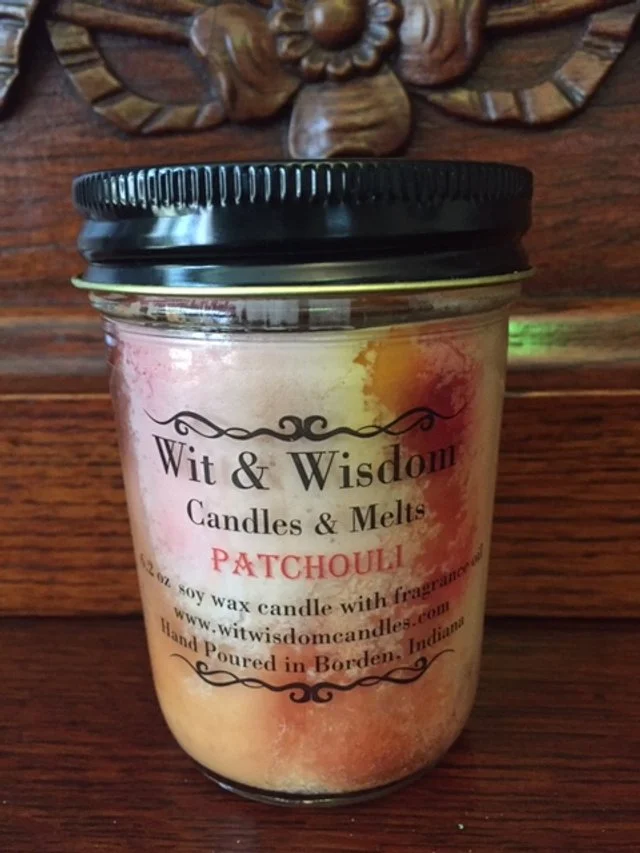 Wit & Wisdom
Candles & Melts
PATCHOULI
6.2 oz soy wax candle with fragrance oil
www.witwisdomcandles.com
Hand Poured in Borden, Indiana